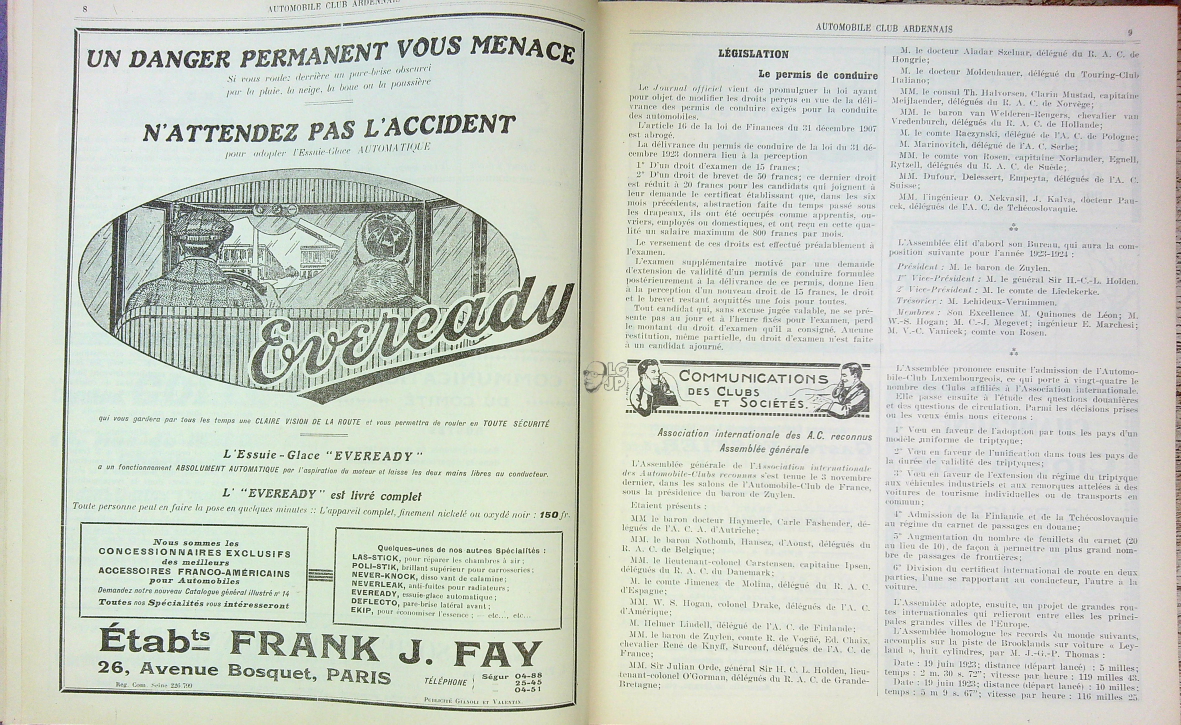 8
AUTOMOBILE CLUB ARDENNAIS
UN DANGER PERMANENT VOUS MENACE
Si vous roulez derrière un pare-brise obscurci
par la pluie, la neige, la boue ou la poussière
N'ATTENDEZ PAS L'ACCIDENT
pour adopter l'Essuie-Glace AUTOMATIQUE
Eveready
qui vous gardera par tous les temps une CLAIRE VISION DE LA ROUTE et vous permettra de rouler en TOUTE SÉCURITÉ
L'Essuie-Glace "EVEREADY"
a un fonctionnement ABSOLUMENT AUTOMATIQUE par l'aspiration du moteur et laisse les deux mains libres au conducteur.
L' "EVEREADY" est livré complet
Toute personne peut en faire la pose en quelques minutes :: L'appareil complet, finement nickelé ou oxydé noir : 150 fr.
Nous sommes les
CONCESSIONNAIRES EXCLUSIFS
des meilleurs
ACCESSOIRES FRANCO-AMÉRICAINS
pour Automobiles
Demandez notre nouveau Catalogue général illustré n° 14
Toutes nos Spécialités vous intéresseront
Quelques-unes de nos autres Spécialités :
LAS-STICK, pour réparer les chambres à air ;
POLI-STIK, brillant supérieur pour carrosseries ;
NEVER-KNOCK, dissolvant de calamine ;
NEVERLEAK, anti-fuites pour radiateurs ;
EVEREADY, essuie-glace automatique ;
DEFLECTO, pare-brise latéral avant ;
EKIP, pour économiser l'essence ; — etc..., etc...
Étabts FRANK J. FAY
26, Avenue Bosquet, PARIS
TÉLÉPHONE
Ségur 04-88
25-45
04-51
Reg. Com. Seine 226.799
PUBLICITÉ GIGNOLI ET VALENTIN.
AUTOMOBILE CLUB ARDENNAIS
9
LÉGISLATION
Le permis de conduire
Le Journal officiel vient de promulguer la loi ayant
pour objet de modifier les droits perçus en vue de la déli-
vrance des permis de conduire exigés pour la conduite
des automobiles.
L'article 16 de la loi de Finances du 31 décembre 1907
est abrogé.
La délivrance du permis de conduire de la loi du 31 dé-
cembre 1923 donnera lieu à la perception
1° D'un droit d'examen de 15 francs;
2° D'un droit de brevet de 50 francs; ce dernier droit
est réduit à 20 francs pour les candidats qui joignent à
leur demande le certificat établissant que, dans les six
mois précédents, abstraction faite du temps passé sous
les drapeaux, ils ont été occupés comme apprentis, ou-
vriers, employés ou domestiques, et ont reçu en cette qua-
lité un salaire maximum de 800 francs par mois.
Le versement de ces droits est effectué préalablement à
l'examen.
L'examen supplémentaire motivé par une demande
d'extension de validité d'un permis de conduire formulée
postérieurement à la délivrance de ce permis, donne lieu
à la perception d'un nouveau droit de 15 francs, le droit
et le brevet restant acquittés une fois pour toutes.
Tout candidat qui, sans excuse jugée valable, ne se pré-
sente pas au jour et à l'heure fixés pour l'examen, perd
le montant du droit d'examen qu'il a consigné. Aucune
restitution, même partielle, du droit d'examen n'est faite
à un candidat ajourné.
COMMUNICATIONS
DES CLUBS
ET SOCIÉTÉS.
Association internationale des A.C. reconnus
Assemblée générale
L'Assemblée générale de l'Association internationale
des Automobile-Clubs reconnus s'est tenue le 3 novembre
dernier, dans les salons de l'Automobile-Club de France,
sous la présidence du baron de Zuylen.
Etaient présents :
MM le baron docteur Haymerle, Carle Fasbender, dé-
légués de l'A. C. d'Autriche;
MM. le baron Nothomb, Hansez, d'Aoust, délégués du
R. A. C. de Belgique;
MM. le lieutenant-colonel Carstensen, capitaine Ipsen,
délégués du R. A. C. du Danemark;
M. le comte Jimenez de Molina, délégué du R. A. C.
d'Espagne;
MM. W. S. Hogan, colonel Drake, délégués de l'A. C.
d'Amérique;
M. Helmer Lindell, délégué de l'A. C. de Finlande;
MM. le baron de Zuylen, comte R. de Vogüé, Ed. Chaix,
chevalier René de Knyff, Surcouf, délégués de l'A. C. de
France;
MM. Sir Julian Orde, général Sir H. C. L. Holden, lieu-
tenant-colonel O'Gorman, délégués du R. A. C. de Grande-
Bretagne;
M. le docteur Aladar Szelnar, délégué du R. A. C. de
Hongrie;
M. le docteur Moldenhauer, délégué du Touring-Club
Italiano;
MM. le consul Th. Halvorsen, Clarin Mustad, capitaine
Meijlaender, délégués du R. A. C. de Norvège;
MM. le baron van Welderen-Rengers, chevalier van
Vredenburch, délégués du R. A. C. de Hollande;
M. le comte Raczynski, délégué de l'A. C. de Pologne;
M. Marinovitch, délégué de l'A. C. Serbe;
MM. le comte von Rosen, capitaine Norlander, Egnell,
Rytzell, délégués du R. A. C. de Suède;
MM. Dufour, Delessert, Empeyta, délégués de l'A. C.
Suisse;
MM. l'ingénieur O. Nekvasil, J. Kalva, docteur Pau-
cek, délégués de l'A. C. de Tchécoslovaquie.
L'Assemblée élit d'abord son Bureau, qui aura la com-
position suivante pour l'année 1923-1924 :
Président : M. le baron de Zuylen.
1er Vice-Président : M. le général Sir H.-C.-L. Holden.
2e Vice-Président : M. le comte de Liedekerke.
Trésorier : M. Lehideux-Vernimmen.
Membres : Son Excellence M. Quinones de Léon; M.
W.-S. Hogan; M. C.-J. Megevet; ingénieur E. Marchesi;
M. V.-C. Vanicek; comte von Rosen.
L'Assemblée prononce ensuite l'admission de l'Automo-
bile-Club Luxembourgeois, ce qui porte à vingt-quatre le
nombre des Clubs affiliés à l'Association internationale.
Elle passe ensuite à l'étude des questions douanières
et des questions de circulation. Parmi les décisions prises
ou les vœux émis nous citerons :
1° Vœu en faveur de l'adoption par tous les pays d'un
modèle uniforme de triptyque;
2° Vœu en faveur de l'unification dans tous les pays de
la durée de validité des triptyques;
3° Vœu en faveur de l'extension du régime du triptyque
aux véhicules industriels et aux remorques attelées à des
voitures de tourisme individuelles ou de transports en
commun;
4° Admission de la Finlande et de la Tchécoslovaquie
au régime du carnet de passages en douane;
5° Augmentation du nombre de feuillets du carnet (20
au lieu de 10), de façon à permettre un plus grand nom-
bre de passages de frontières;
6° Division du certificat international de route en deux
parties, l'une se rapportant au conducteur, l'autre à la
voiture.
L'Assemblée adopte, ensuite, un projet de grandes rou-
tes internationales qui relieront entre elles les princi-
pales grandes villes d'Europe.
L'Assemblée homologue les records du monde suivants,
accomplis sur la piste de Brooklands sur voiture « Ley-
land », huit cylindres, par M. J.-G.-P. Thomas :
Date : 19 juin 1923; distance (départ lancé) : 5 milles;
temps : 2 m. 30 s. 72"; vitesse par heure : 119 milles 43.
Date : 19 juin 1923; distance (départ lancé) : 10 milles;
temps : 5 m 9 s. 67"; vitesse par heure : 116 milles 25.